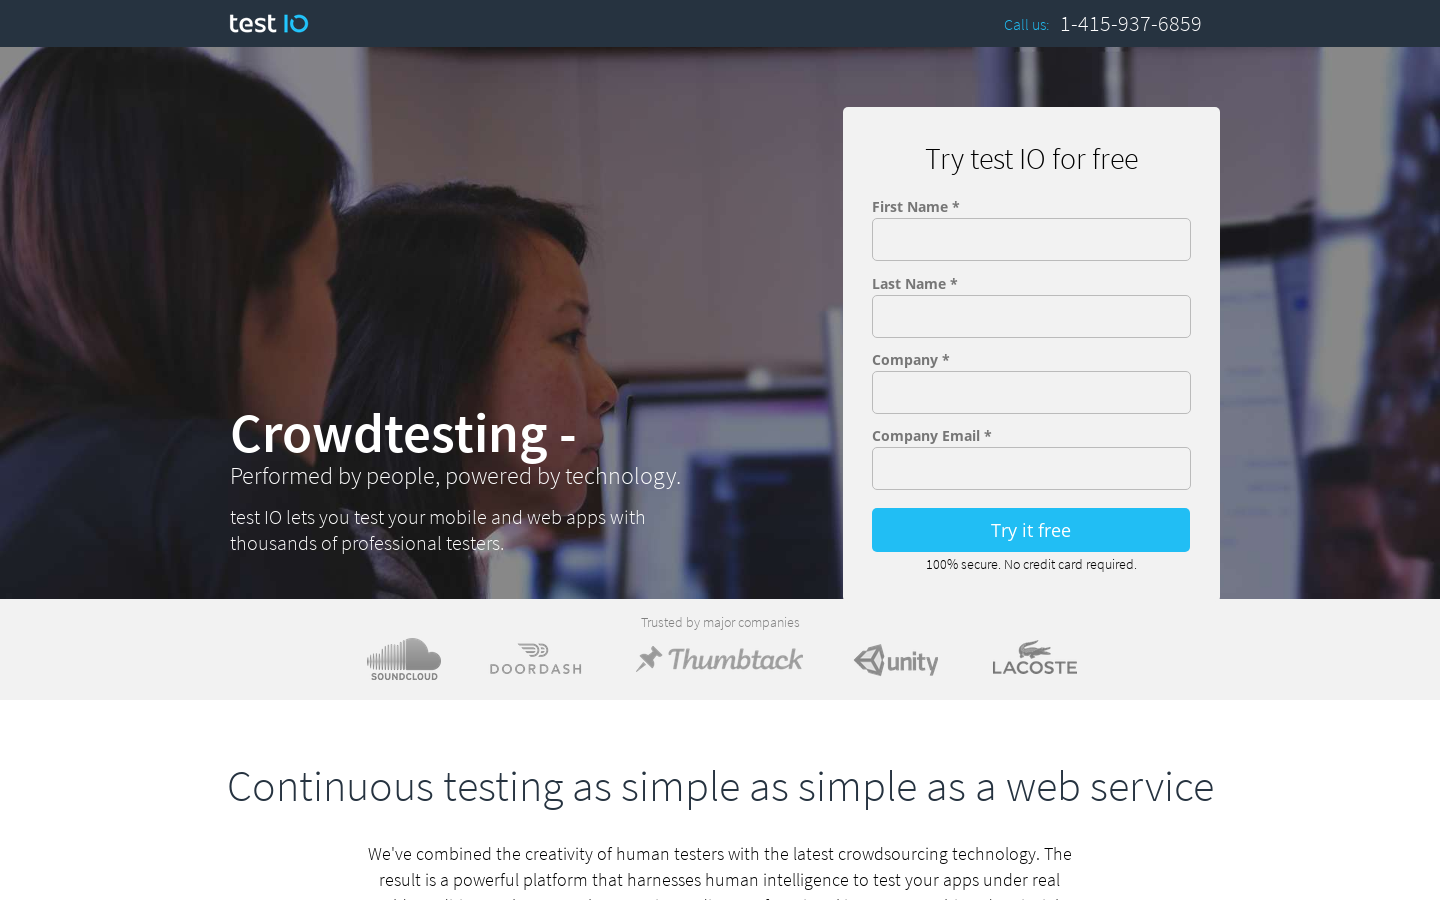 test IO
Call us: 1-415-937-6859
Try test IO for free
First Name *
Last Name *
Company *
Company Email *
Try it free
100% secure. No credit card required.
Crowdtesting -
Performed by people, powered by technology.
test IO lets you test your mobile and web apps with
thousands of professional testers.
Trusted by major companies
SOUNDCLOUD
DOORDASH
Thumbtack
unity
LACOSTE
Continuous testing as simple as simple as a web service
We've combined the creativity of human testers with the latest crowdsourcing technology. The
result is a powerful platform that harnesses human intelligence to test your apps under real